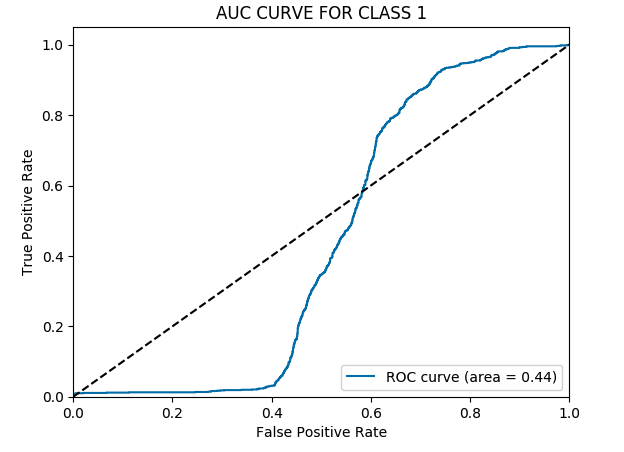 AUC CURVE FOR CLASS 1
1.0
0.8
0.6
0.4
0.2
0.0
True Positive Rate
ROC curve (area = 0.44)
0.0 0.2 0.4 0.6 0.8 1.0
False Positive Rate